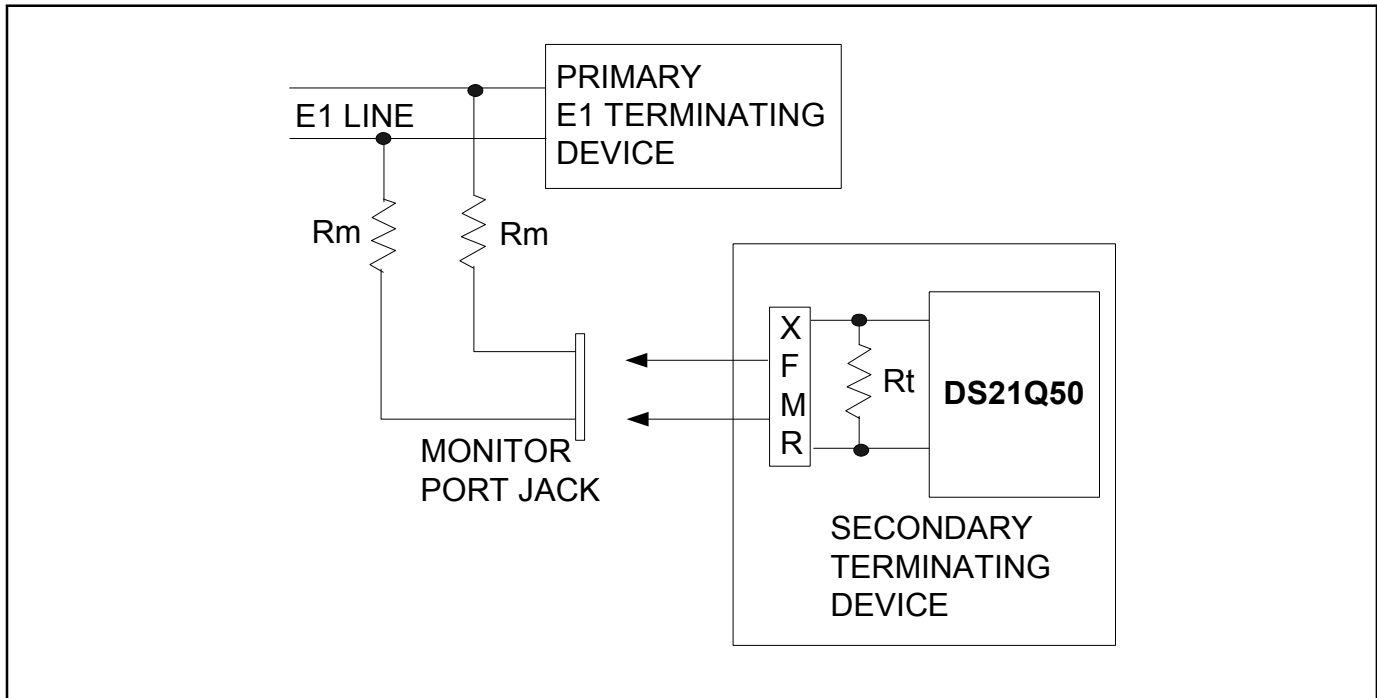 PRIMARY
E1 TERMINATING
DEVICE
E1 LINE
Rm
Rm
X
F
M
R
Rt
DS21Q50
MONITOR
PORT JACK
SECONDARY
TERMINATING
DEVICE